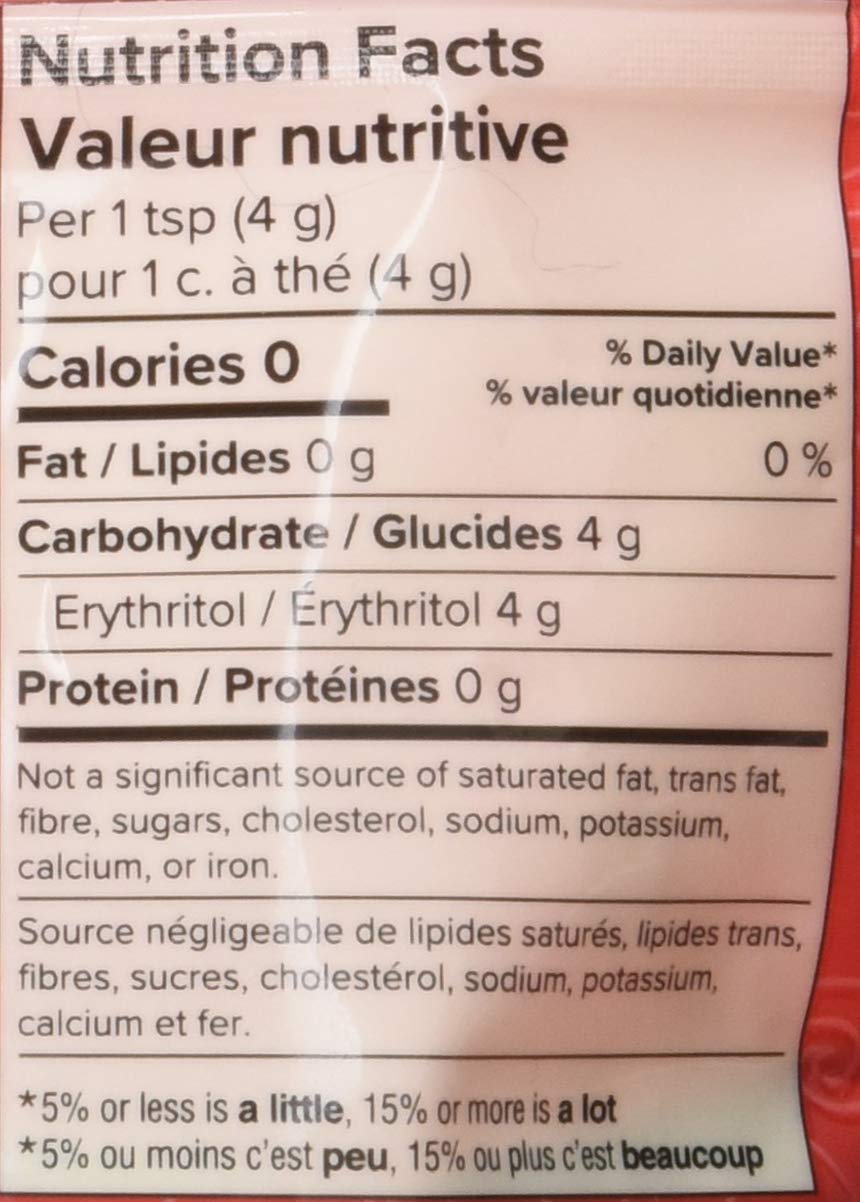 Nutrition Facts
Valeur nutritive
Per 1 tsp (4 g)
pour 1 c. à thé (4 g)
Calories 0
% Daily Value*
% valeur quotidienne*
Fat / Lipides 0 g 0 %
Carbohydrate / Glucides 4 g
Erythritol / Érythritol 4 g
Protein / Protéines 0 g
Not a significant source of saturated fat, trans fat,
fibre, sugars, cholesterol, sodium, potassium,
calcium, or iron.
Source négligeable de lipides saturés, lipides trans,
fibres, sucres, cholestérol, sodium, potassium,
calcium et fer.
*5% or less is a little, 15% or more is a lot
*5% ou moins c'est peu, 15% ou plus c'est beaucoup